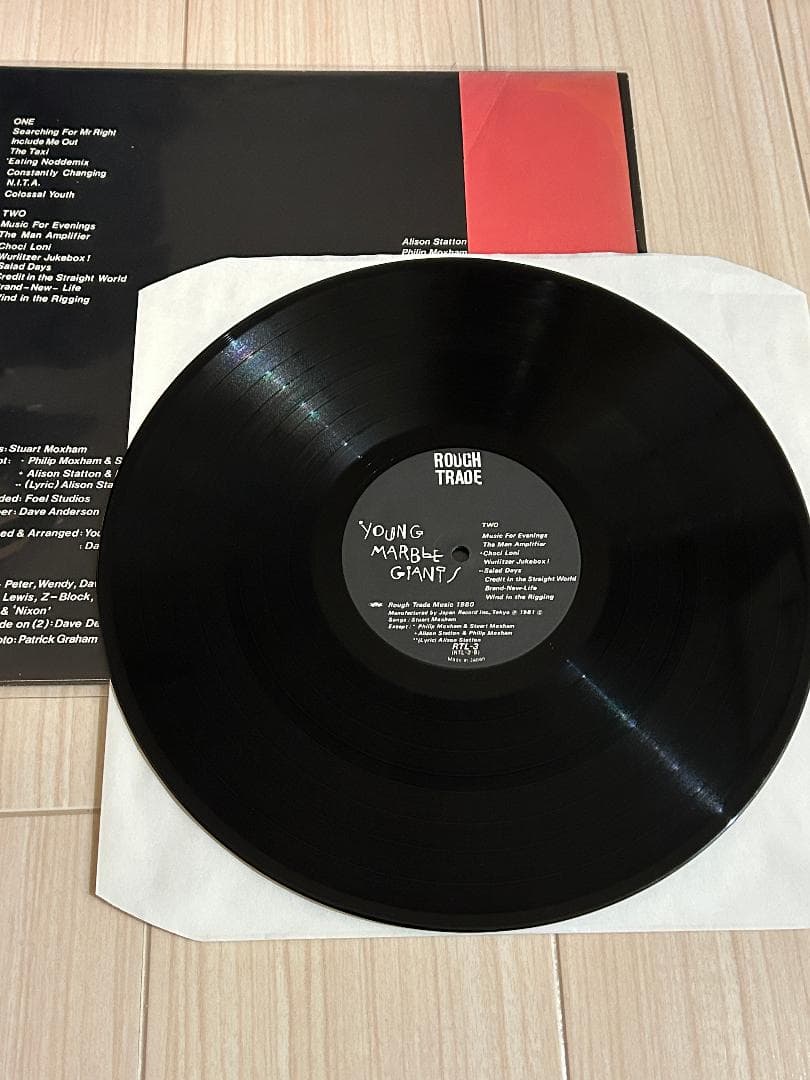 ONE
Searching For Mr Right
Include Me Out
The Taxi
'Eating Noddemix
Constantly Changing
N.I.T.A.
Colossal Youth
TWO
Music For Evenings
The Man Amplifier
Choci Loni
Wurlitzer Jukebox!
Salad Days
Credit in the Straight World
Brand-New-Life
Wind in the Rigging
Alison Statton
Philip Moxham
s: Stuart Moxham
pt: • Philip Moxham & S
+ Alison Statton &
•• (Lyric) Alison Sta
ded: Foel Studios
er: Dave Anderson
ed & Arranged: You
: Da
- Peter, Wendy, Dav
Lewis, Z-Block,
& 'Nixon'
de on (2): Dave De
oto: Patrick Graham
ROUGH
TRADE
YOUNG
MARBLE
GIANTS
TWO
Music For Evenings
The Man Amplifier
+Choci Loni
Wurlitzer Jukebox!
••Salad Days
Credit in the Straight World
Brand-New-Life
Wind in the Rigging
Rough Trade Music 1980
Manufactured by Japan Record Inc., Tokyo ℗ 1981 ©
Songs: Stuart Moxham
Except: * Philip Moxham & Stuart Moxham
+Alison Statton & Philip Moxham
**(Lyric) Alison Statton
RTL-3
(RTL-3-B)
Made in Japan